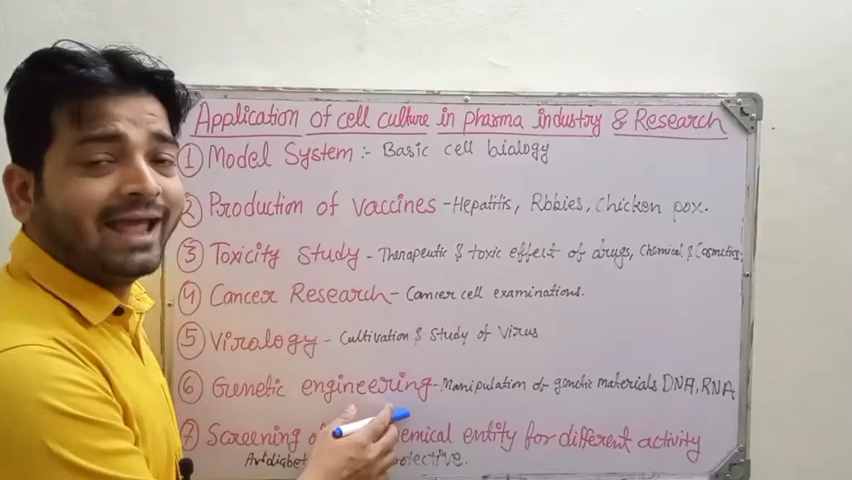 Application of cell culture in pharma industry & Research
1 Model System :- Basic cell biology
2 Production of vaccines - Hepatitis, Rbbies, Chicken pox.
3 Toxicity study - Therapeutic & toxic effect of drugs, Chemical & Cosmetics.
4 Cancer Research - Cancer cell examinations.
5 Virology - Cultivation & study of virus
6 Genetic engineering - Manipulation of genetic materials DNA, RNA
7 Screening of chemical entity for different activity